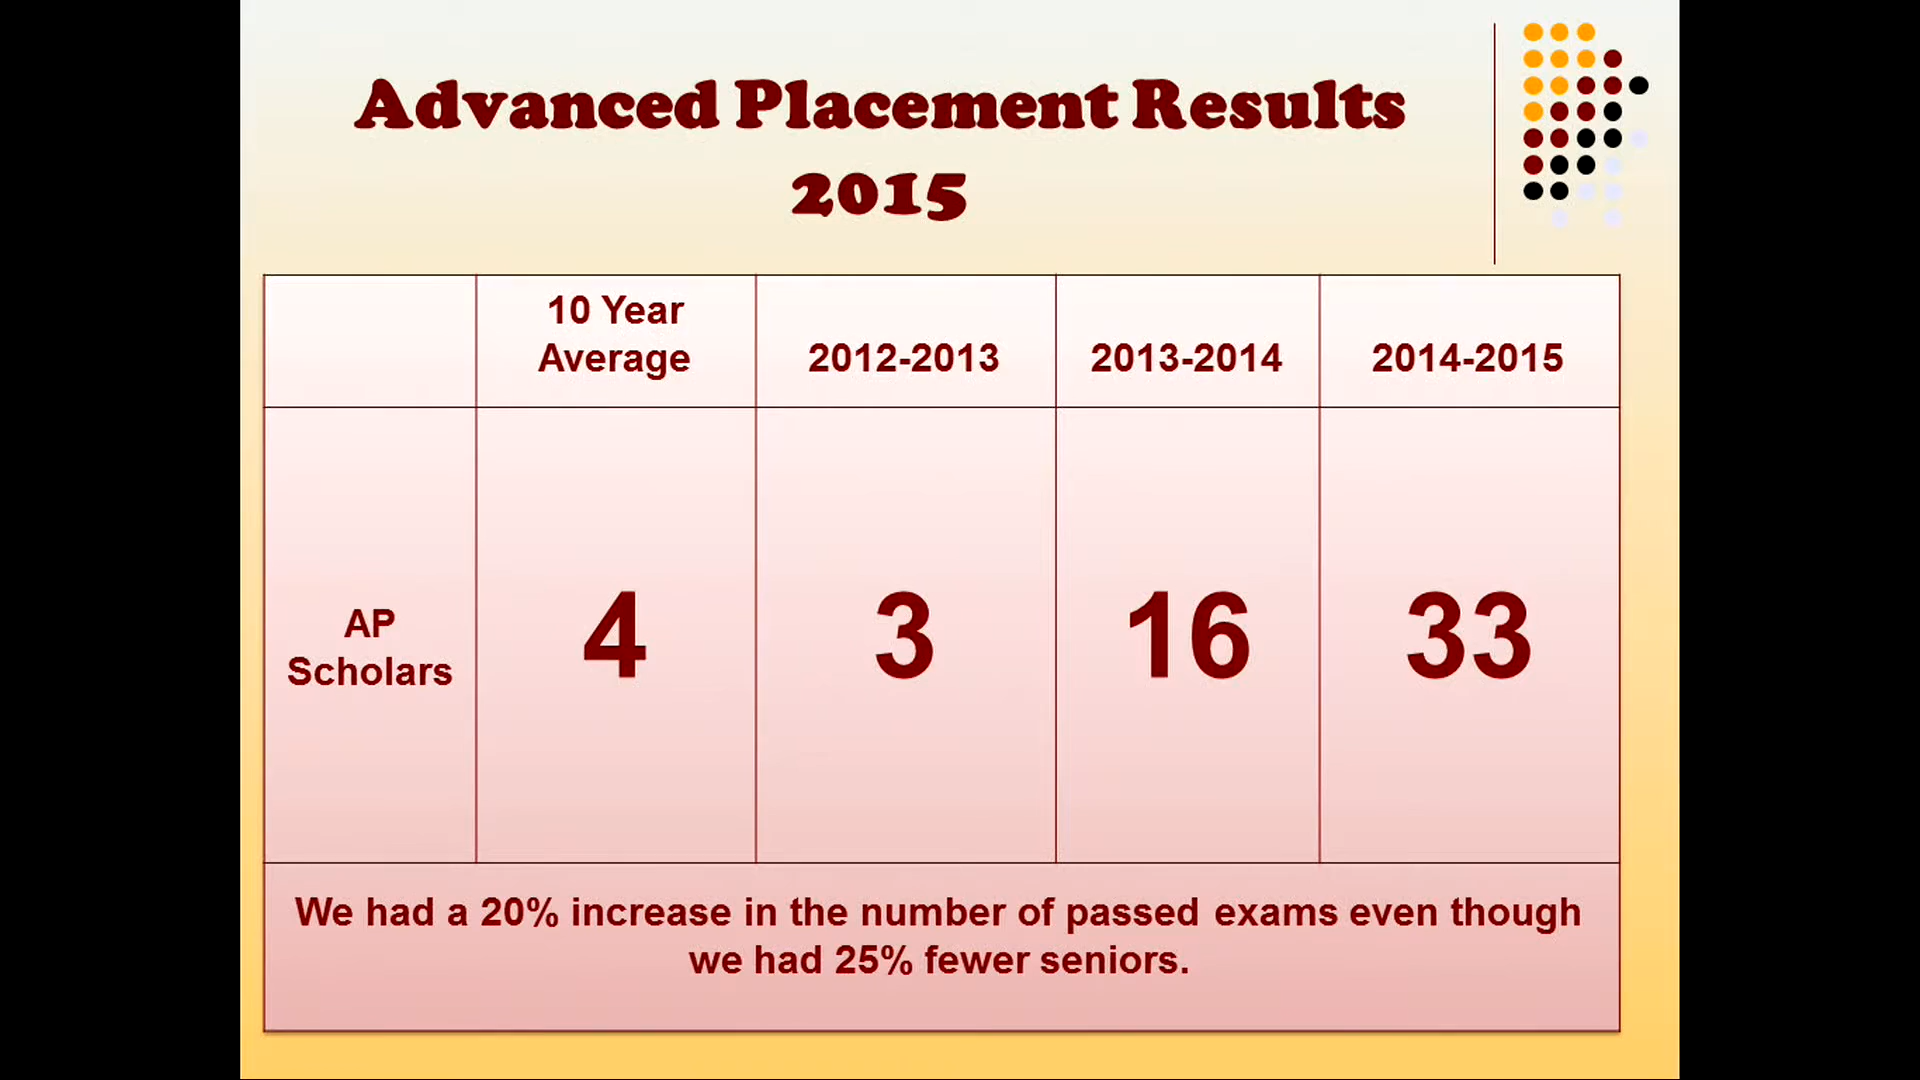 Advanced Placement Results
2015
10 Year
Average
2012-2013
2013-2014
2014-2015
AP
Scholars
4
3
16
33
We had a 20% increase in the number of passed exams even though
we had 25% fewer seniors.